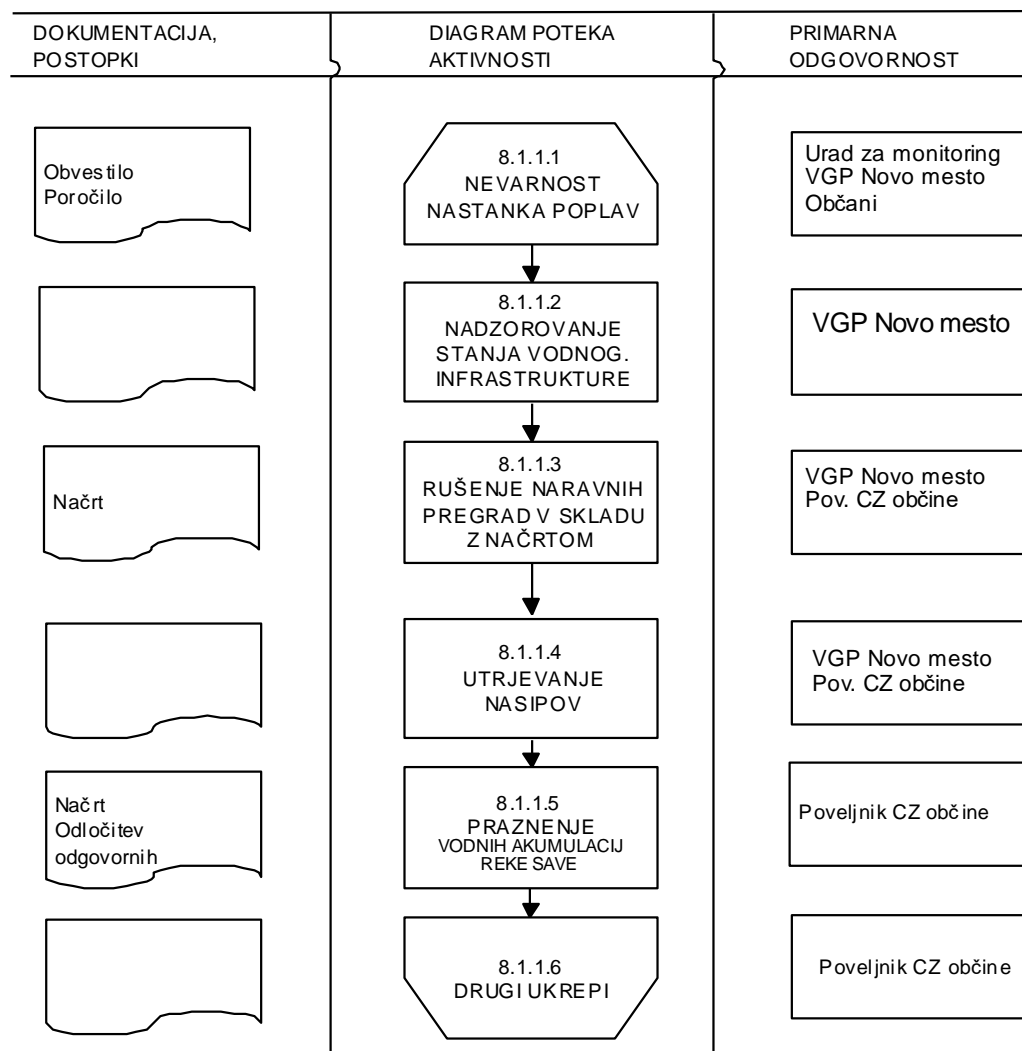 DOKUMENTACIJA,
POSTOPKI
DIAGRAM POTEKA
AKTIVNOSTI
PRIMARNA
ODGOVORNOST
Obvestilo
Poročilo
8.1.1.1
NEVARNOST
NASTANKA POPLAV
Urad za monitoring
VGP Novo mesto
Občani
8.1.1.2
NADZOROVANJE
STANJA VODNOG.
INFRASTRUKTURE
VGP Novo mesto
Načrt
8.1.1.3
RUŠENJE NARAVNIH
PREGRAD V SKLADU
Z NAČRTOM
VGP Novo mesto
Pov. CZ občine
8.1.1.4
UTRJEVANJE
NASIPOV
VGP Novo mesto
Pov. CZ občine
Načrt
Odločitev
odgovornih
8.1.1.5
PRAZNENJE
VODNIH AKUMULACIJ
REKE SAVE
Poveljnik CZ občine
8.1.1.6
DRUGI UKREPI
Poveljnik CZ občine